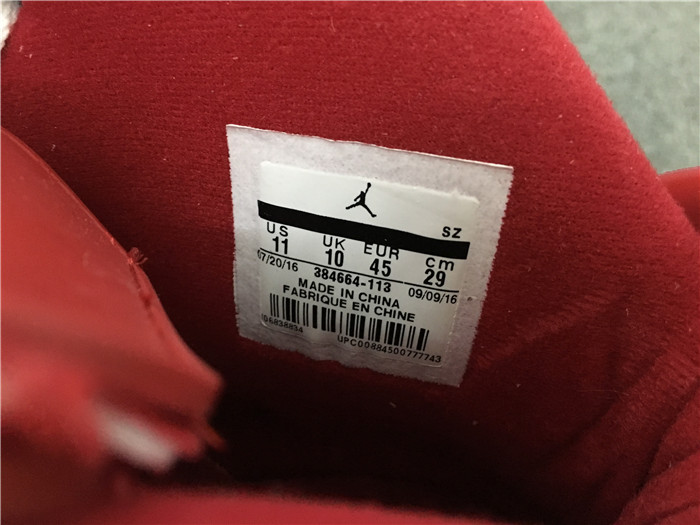 SZ
US UK EUR cm
11 10 45 29
07/20/16 384664-113 09/09/16
MADE IN CHINA
FABRIQUE EN CHINE
06838834 UPC00884500777743